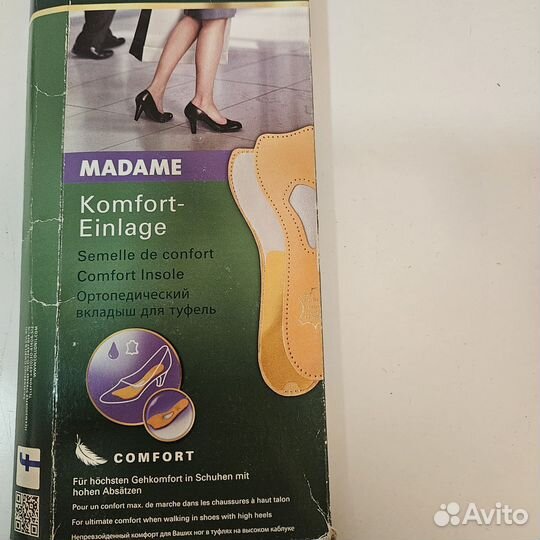 MADAME
Komfort-
Einlage
Semelle de confort
Comfort Insole
Ортопедический
вкладыш для туфель
COMFORT
Für höchsten Gehkomfort in Schuhen mit
hohen Absätzen
Pour un confort max. de marche dans les chaussures à haut talon
For ultimate comfort when walking in shoes with high heels
Непревзойденный комфорт для Ваших ног в туфлях на высоком каблуке
f
Avito